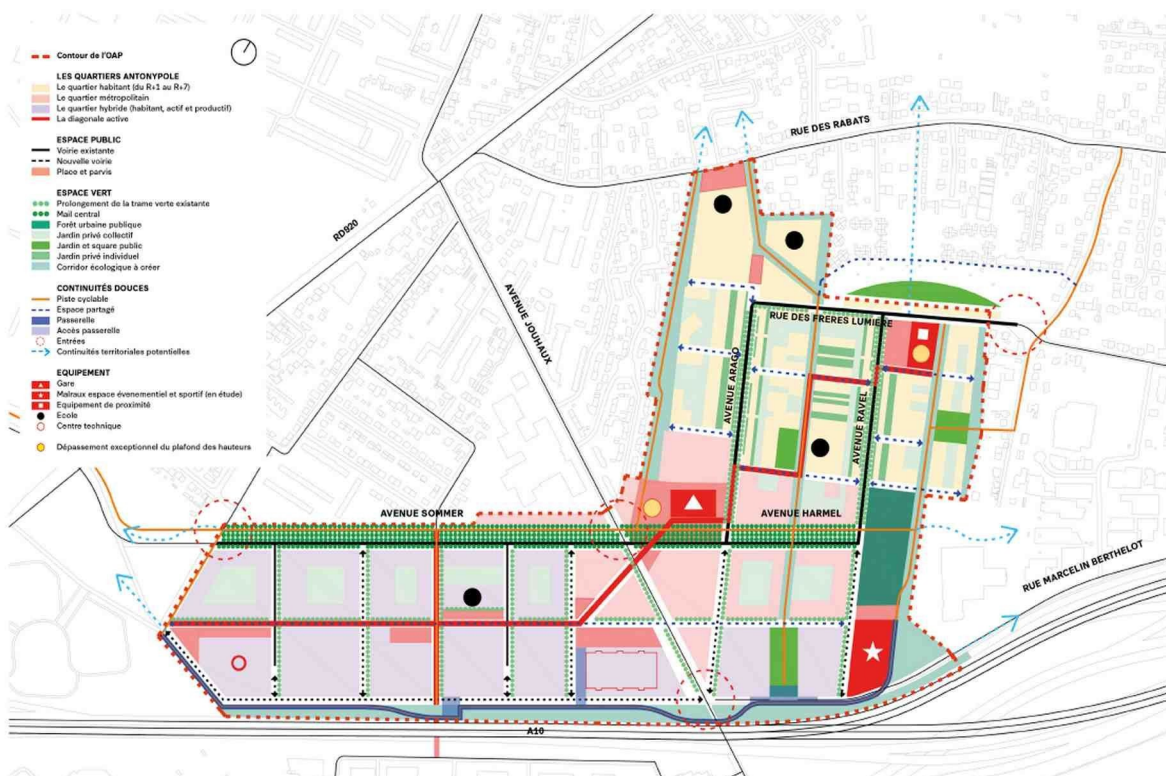 Contour de l'OAP
LES QUARTIERS ANTONYPOLE
Le quartier habitant (du R+1 au R+7)
Le quartier métropolitain
Le quartier hybride (habitant, actif et productif)
La diagonale active
ESPACE PUBLIC
Voirie existante
Nouvelle voirie
Place et parvis
ESPACE VERT
Prolongement de la trame verte existante
Mail central
Forêt urbaine publique
Jardin privé collectif
Jardin et square public
Jardin privé individuel
Corridor écologique à créer
CONTINUITÉS DOUCES
Piste cyclable
Espace partagé
Passerelle
Accès passerelle
Entrées
Continuités territoriales potentielles
EQUIPEMENT
Gare
Malraux espace évenementiel et sportif (en étude)
Equipement de proximité
Ecole
Centre technique
Dépassement exceptionnel du plafond des hauteurs
RUE DES RABATS
RD920
AVENUE JOUHAUX
RUE DES FRERES LUMIERE
AVENUE ARAGO
AVENUE RAVEL
AVENUE SOMMER
AVENUE HARMEL
RUE MARCELIN BERTHELOT
A10